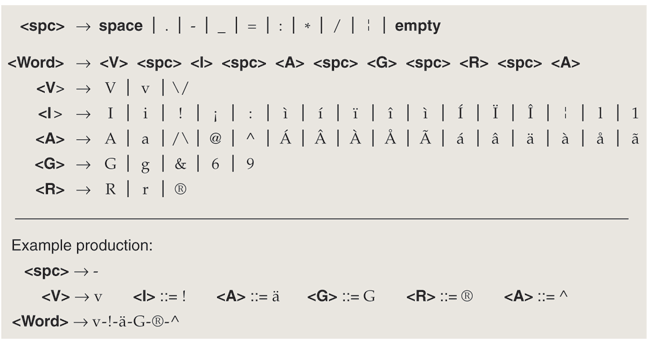 <spc> → space | . | - | _ | = | : | * | / | ¦ | empty
<Word> → <V> <spc> <I> <spc> <A> <spc> <G> <spc> <R> <spc> <A>
<V> → V | v | \/
<I> → I | i | ! | ¡ | : | ì | í | ï | î | ì | Í | Ï | Î | ¦ | l | 1
<A> → A | a | /\ | @ | ^ | Á | Â | À | Å | Ã | á | â | ä | à | å | ã
<G> → G | g | & | 6 | 9
<R> → R | r | ®
Example production:
<spc> → -
<V> → v <I> ::= ! <A> ::= ä <G> ::= G <R> ::= ® <A> ::= ^
<Word> → v-!-ä-G-®-^